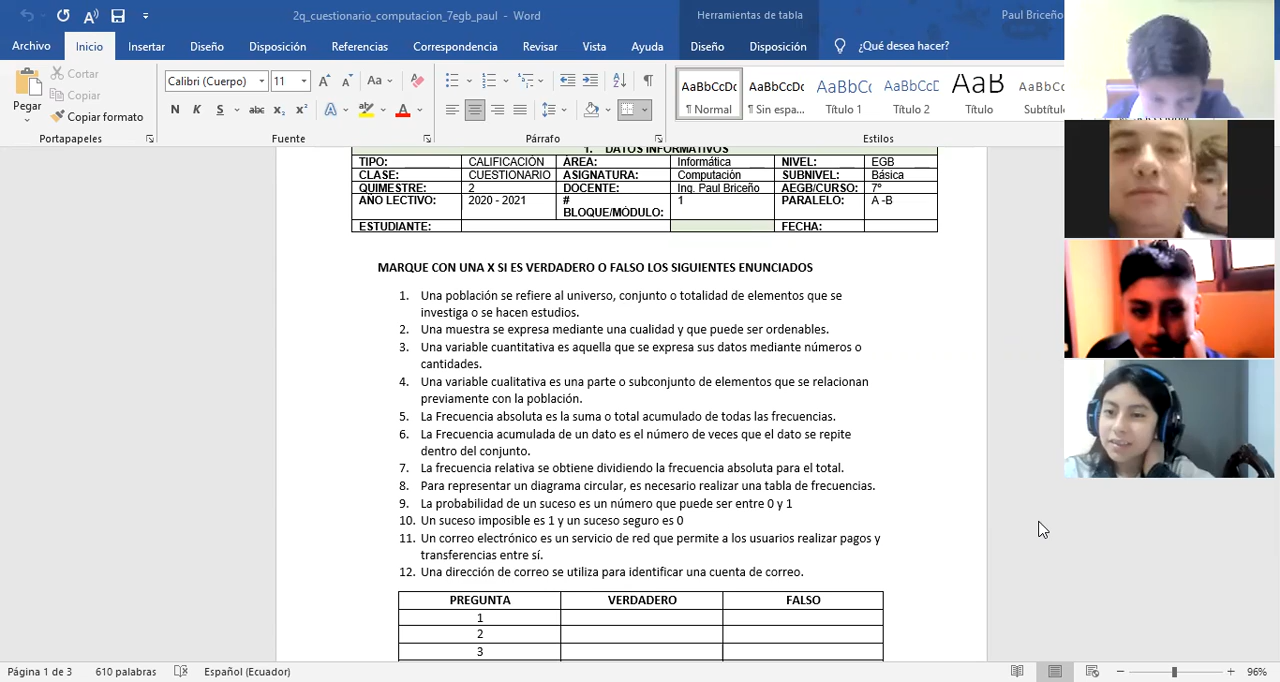 2q_cuestionario_computacion_7egb_paul - Word
Herramientas de tabla
Paul Briceño
Archivo Inicio Insertar Diseño Disposición Referencias Correspondencia Revisar Vista Ayuda Diseño Disposición ¿Qué desea hacer?
Pegar
Cortar
Copiar
Copiar formato
Portapapeles
Calibri (Cuerpo) 11
N K S abc x₂ x²
Fuente
Párrafo
AaBbCcDc AaBbCcDc AaBbC AaBbCcD AaB AaBbC
¶ Normal ¶ Sin espa... Título 1 Título 2 Título Subtítul
Estilos
1. DATOS INFORMATIVOS
TIPO: CALIFICACIÓN ÁREA: Informática NIVEL: EGB
CLASE: CUESTIONARIO ASIGNATURA: Computación SUBNIVEL: Básica
QUIMESTRE: 2 DOCENTE: Ing. Paul Briceño AEGB/CURSO: 7º
AÑO LECTIVO: 2020 - 2021 # BLOQUE/MÓDULO: 1 PARALELO: A -B
ESTUDIANTE: FECHA:
MARQUE CON UNA X SI ES VERDADERO O FALSO LOS SIGUIENTES ENUNCIADOS
1. Una población se refiere al universo, conjunto o totalidad de elementos que se
investiga o se hacen estudios.
2. Una muestra se expresa mediante una cualidad y que puede ser ordenables.
3. Una variable cuantitativa es aquella que se expresa sus datos mediante números o
cantidades.
4. Una variable cualitativa es una parte o subconjunto de elementos que se relacionan
previamente con la población.
5. La Frecuencia absoluta es la suma o total acumulado de todas las frecuencias.
6. La Frecuencia acumulada de un dato es el número de veces que el dato se repite
dentro del conjunto.
7. La frecuencia relativa se obtiene dividiendo la frecuencia absoluta para el total.
8. Para representar un diagrama circular, es necesario realizar una tabla de frecuencias.
9. La probabilidad de un suceso es un número que puede ser entre 0 y 1
10. Un suceso imposible es 1 y un suceso seguro es 0
11. Un correo electrónico es un servicio de red que permite a los usuarios realizar pagos y
transferencias entre sí.
12. Una dirección de correo se utiliza para identificar una cuenta de correo.
PREGUNTA VERDADERO FALSO
1
2
3
Página 1 de 3 610 palabras Español (Ecuador) 96%